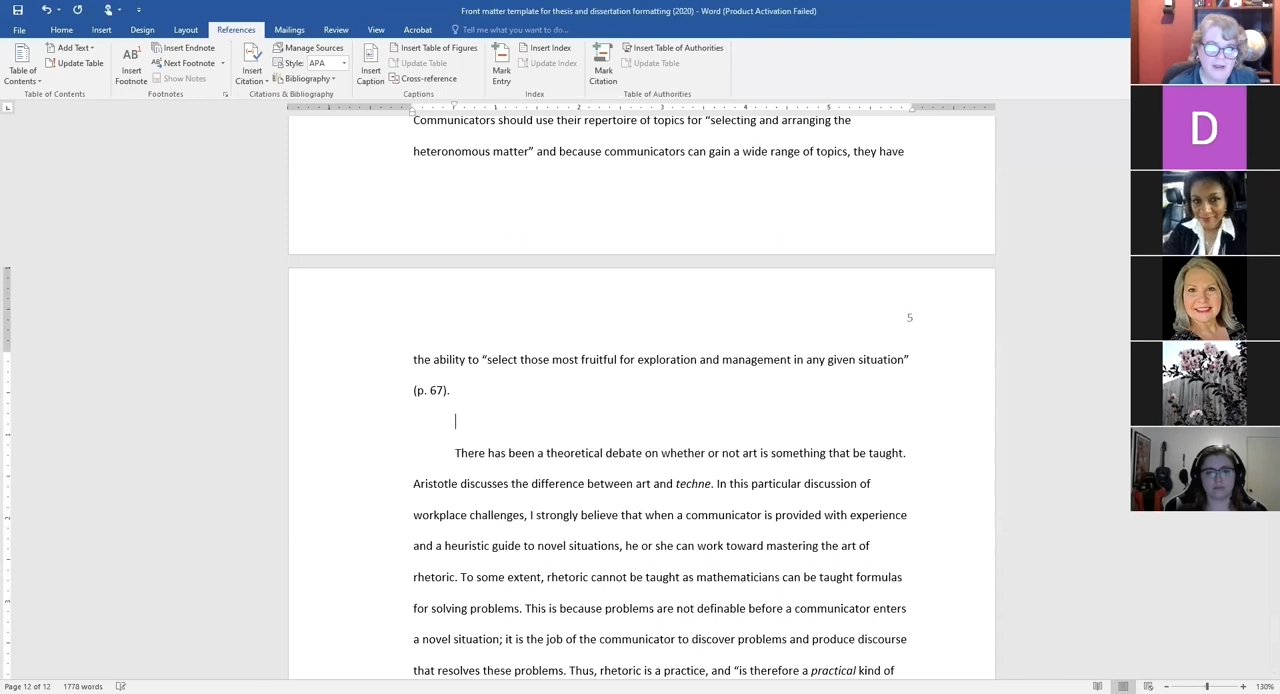 Front matter template for thesis and dissertation formatting (2020) - Word (Product Activation Failed)
File Home Insert Design Layout References Mailings Review View Acrobat Tell me what you want to do...
Table of Contents
Add Text
Update Table
Table of Contents
AB1 Insert Footnote
Insert Endnote
Next Footnote
Show Notes
Footnotes
Insert Citation
Manage Sources
Style: APA
Bibliography
Citations & Bibliography
Insert Caption
Insert Table of Figures
Update Table
Cross-reference
Captions
Mark Entry
Insert Index
Update Index
Index
Mark Citation
Insert Table of Authorities
Update Table
Table of Authorities
Communicators should use their repertoire of topics for “selecting and arranging the
heteronomous matter” and because communicators can gain a wide range of topics, they have
5
the ability to “select those most fruitful for exploration and management in any given situation”
(p. 67).
There has been a theoretical debate on whether or not art is something that be taught.
Aristotle discusses the difference between art and techne. In this particular discussion of
workplace challenges, I strongly believe that when a communicator is provided with experience
and a heuristic guide to novel situations, he or she can work toward mastering the art of
rhetoric. To some extent, rhetoric cannot be taught as mathematicians can be taught formulas
for solving problems. This is because problems are not definable before a communicator enters
a novel situation; it is the job of the communicator to discover problems and produce discourse
that resolves these problems. Thus, rhetoric is a practice, and “is therefore a practical kind of
D
Page 12 of 12 1778 words
130%